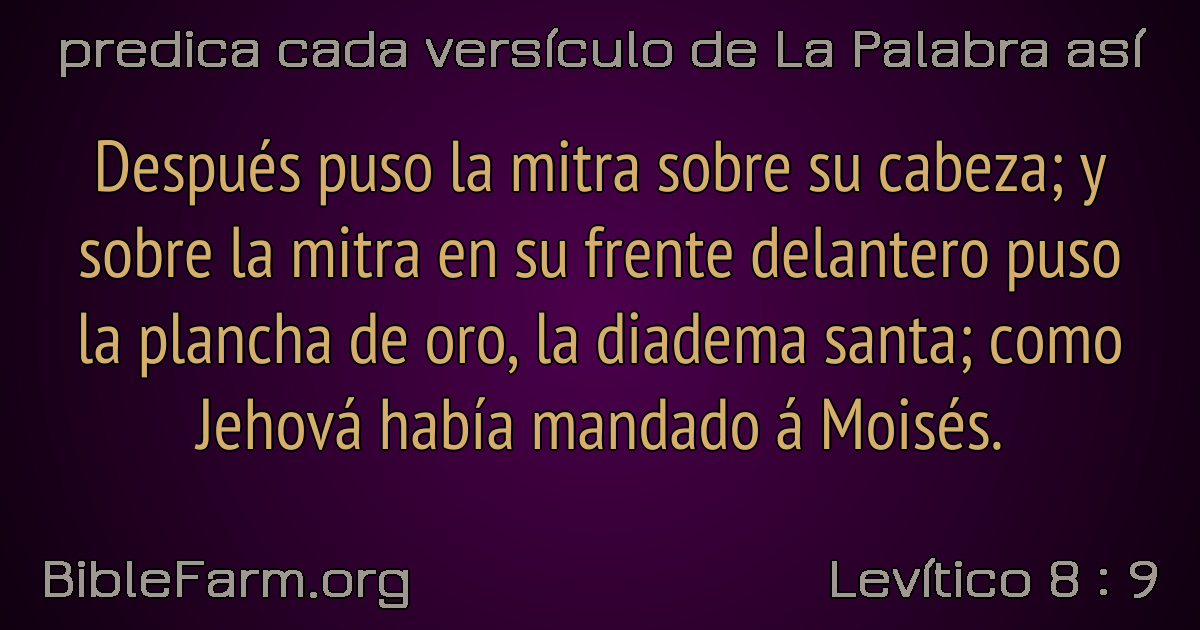 predica cada versículo de La Palabra así
Después puso la mitra sobre su cabeza; y
sobre la mitra en su frente delantero puso
la plancha de oro, la diadema santa; como
Jehová había mandado á Moisés.
BibleFarm.org
Levítico 8 : 9